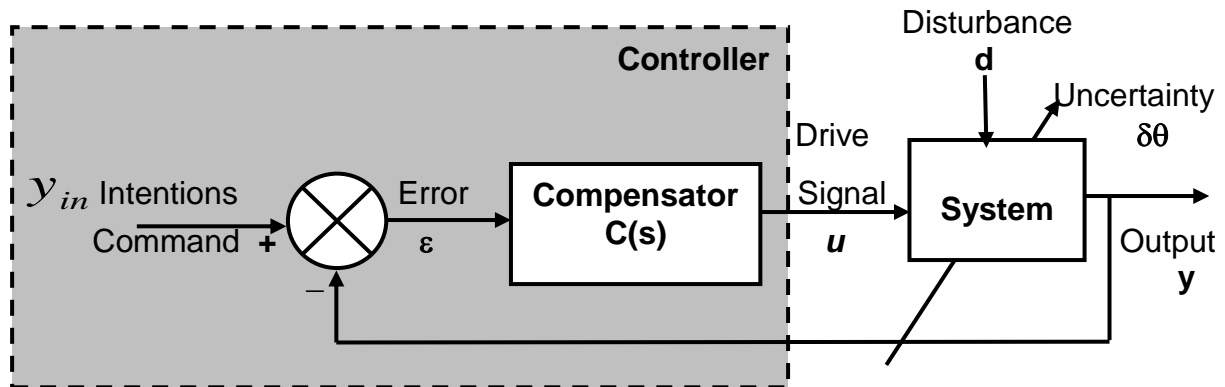 Disturbance
d
Controller
Uncertainty
δθ
Drive
Signal
u
y_in Intentions
Command +
Error
ε
Compensator
C(s)
System
Output
y
−